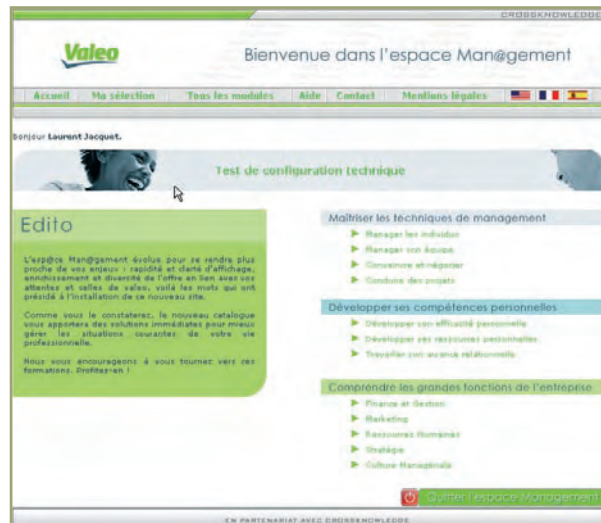 CROSSKNOWLEDGE
Valeo
Bienvenue dans l'espace Man@gement
Accueil Ma sélection Tous les modules Aide Contact Mentions légales
Bonjour Laurent Jacquet,
Test de configuration technique
Edito
L'esp@ce Man@gement évolue pour se rendre plus
proche de vos enjeux : rapidité et clarté d'affichage,
enrichissement et diversité de l'offre en lien avec vos
attentes et celles de valeo, voilà les mots qui ont
présidé à l'installation de ce nouveau site.
Comme vous le constaterez, le nouveau catalogue
vous apportera des solutions immédiates pour mieux
gérer les situations courantes de votre vie
professionnelle.
Nous vous encourageons à vous tournez vers ces
formations. Profitez-en !
Maîtriser les techniques de management
Manager les individus
Manager son équipe
Convaincre et négocier
Conduire des projets
Développer ses compétences personnelles
Développer son efficacité personnelle
Développer ses ressources personnelles
Travailler son aisance relationnelle
Comprendre les grandes fonctions de l'entreprise
Finance et Gestion
Marketing
Ressources Humaines
Stratégie
Culture Managériale
Quitter l'espace Management
EN PARTENARIAT AVEC CROSSKNOWLEDGE